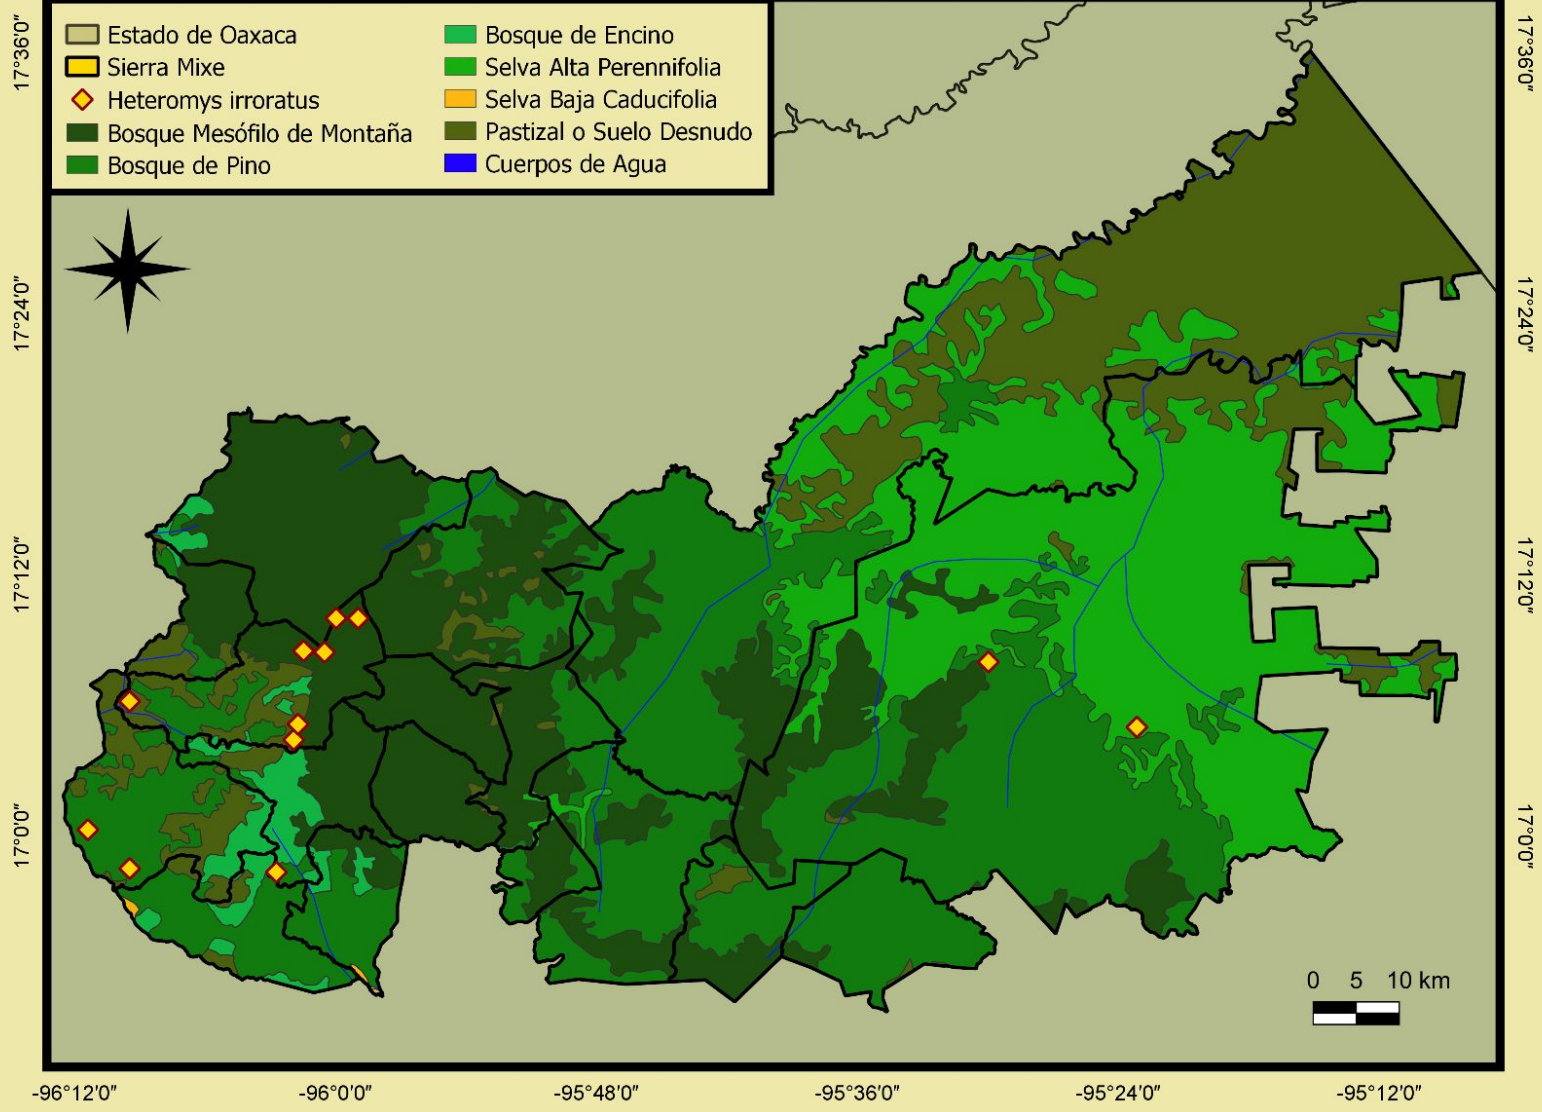 Estado de Oaxaca
Sierra Mixe
Heteromys irroratus
Bosque Mesófilo de Montaña
Bosque de Pino
Bosque de Encino
Selva Alta Perennifolia
Selva Baja Caducifolia
Pastizal o Suelo Desnudo
Cuerpos de Agua
17°36'0"
17°24'0"
17°12'0"
17°0'0"
17°36'0"
17°24'0"
17°12'0"
17°0'0"
0 5 10 km
-96°12'0" -96°0'0" -95°48'0" -95°36'0" -95°24'0" -95°12'0"